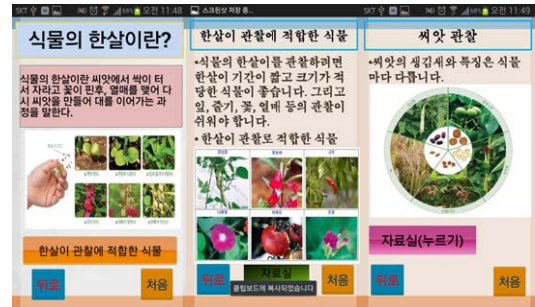 SKT 오전 11:48
식물의 한살이란?
식물의 한살이란 씨앗에서 싹이 터
서 자라고 꽃이 핀후, 열매를 맺어 다
시 씨앗을 만들어 대를 이어가는 과
정을 말한다.
한살이 관찰에 적합한 식물
뒤로
처음
스크린샷 저장 중...
한살이 관찰에 적합한 식물
•식물의 한살이를 관찰하려면
한살이 기간이 짧고 크기가 적
당한 식물이 좋습니다. 그리고
잎, 줄기, 꽃, 열매 등의 관찰이
쉬워야 합니다.
•한살이 관찰로 적합한 식물
자료실
뒤로
처음
클립보드에 복사되었습니다
SKT 오전 11:49
씨앗 관찰
•씨앗의 생김새와 특징은 식물
마다 다릅니다.
자료실(누르기)
뒤로
처음